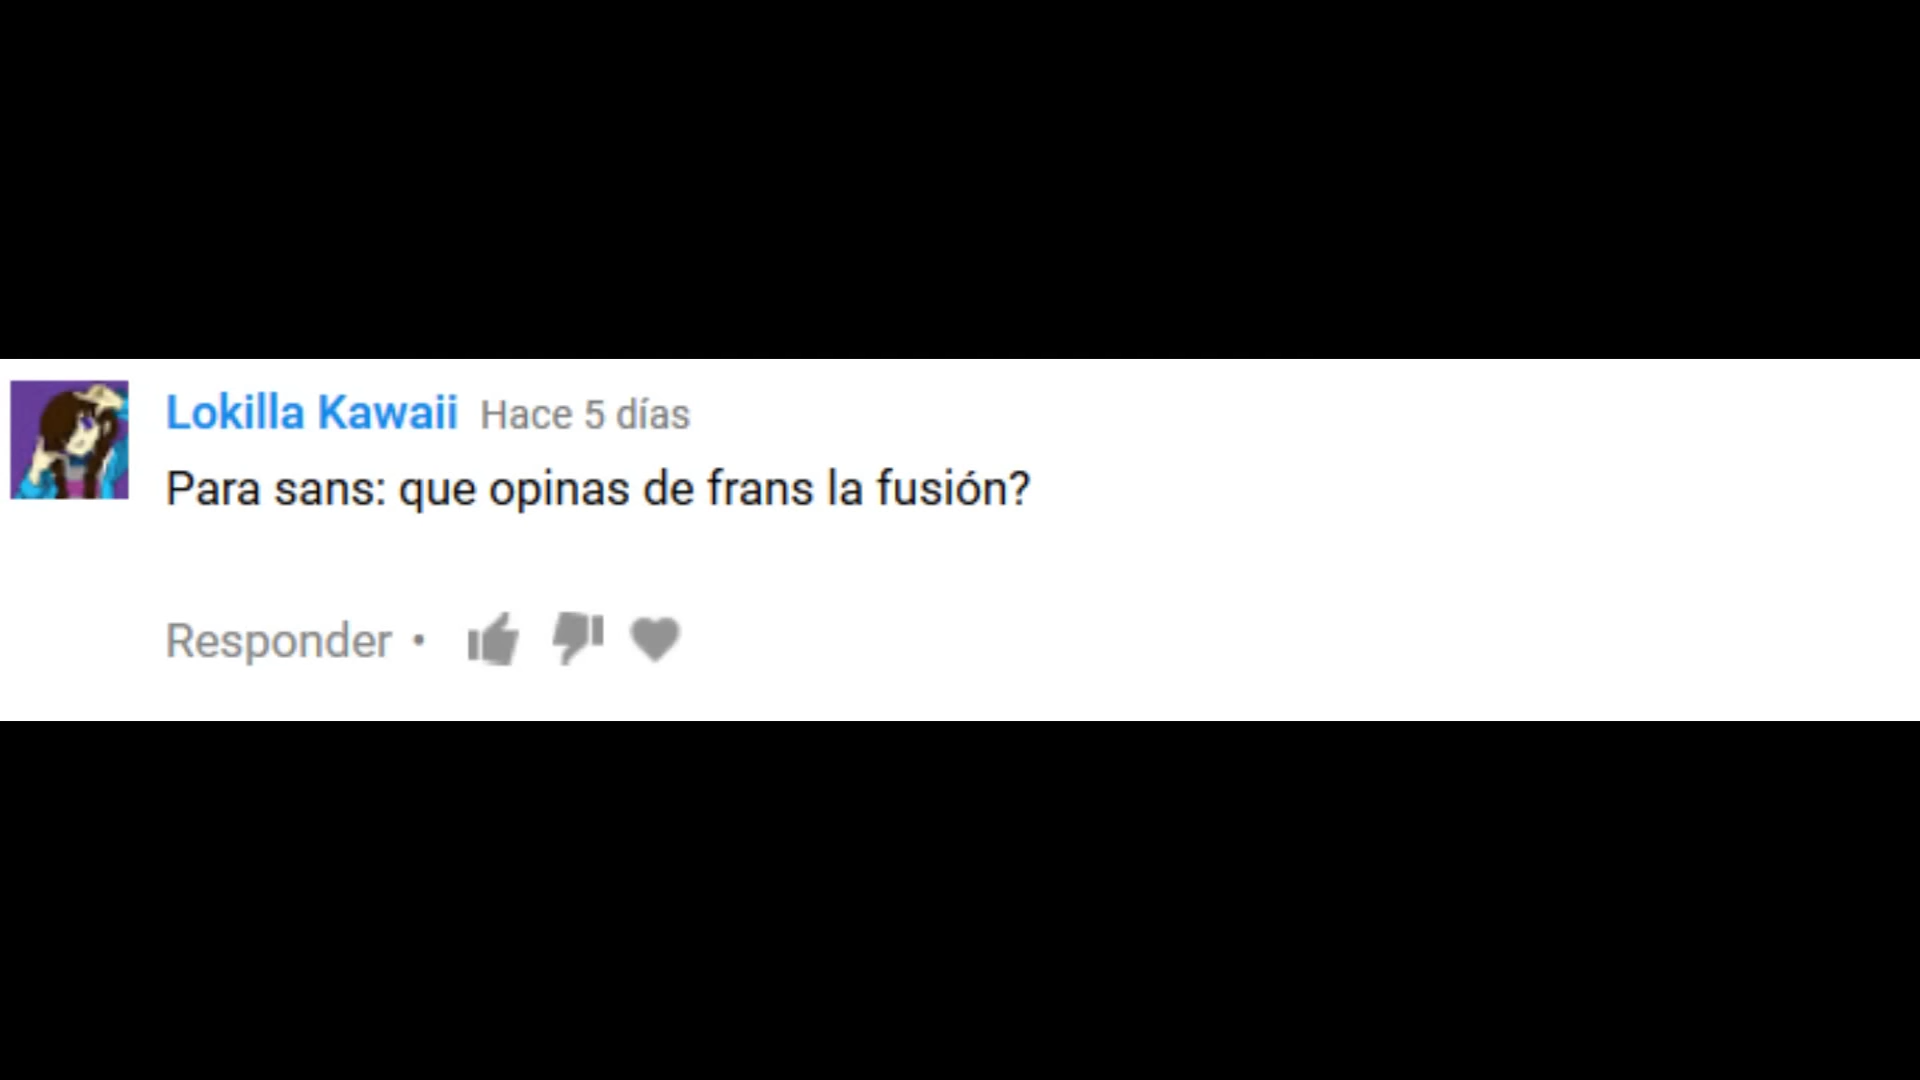 Lokilla Kawaii Hace 5 días
Para sans: que opinas de frans la fusión?
Responder •